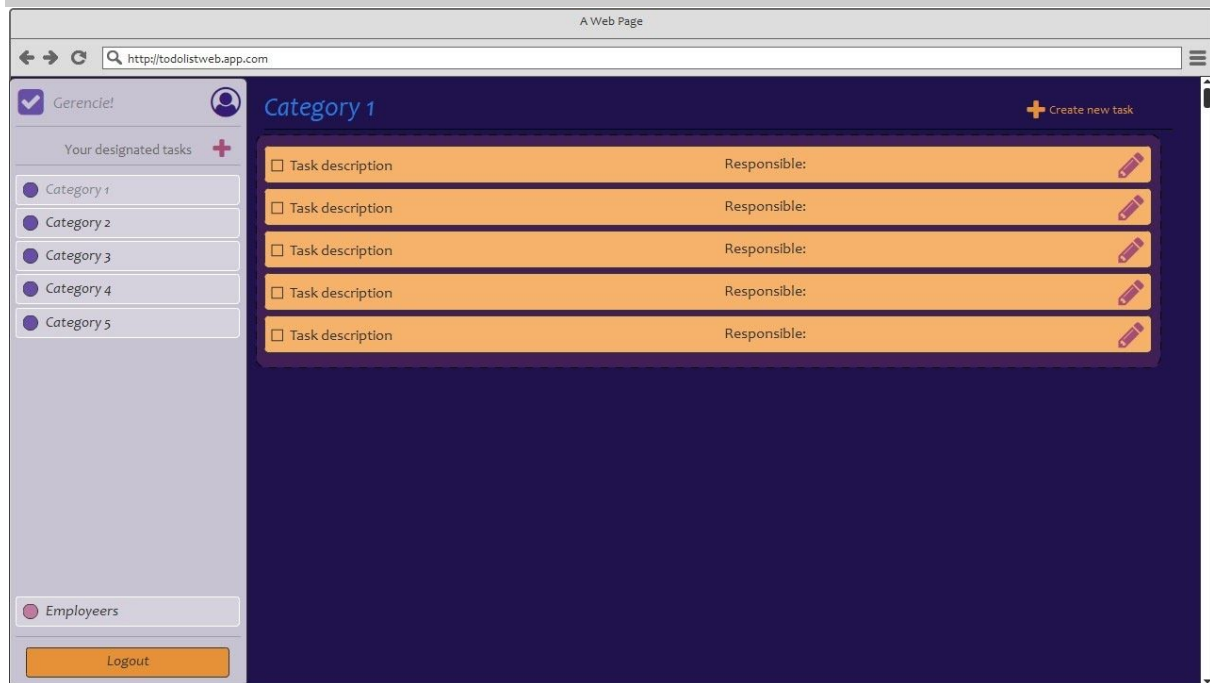 A Web Page
http://todolistweb.app.com
Gerencie!
Your designated tasks
Category 1
Category 2
Category 3
Category 4
Category 5
Employeers
Logout
Category 1
Create new task
Task description Responsible:
Task description Responsible:
Task description Responsible:
Task description Responsible:
Task description Responsible: